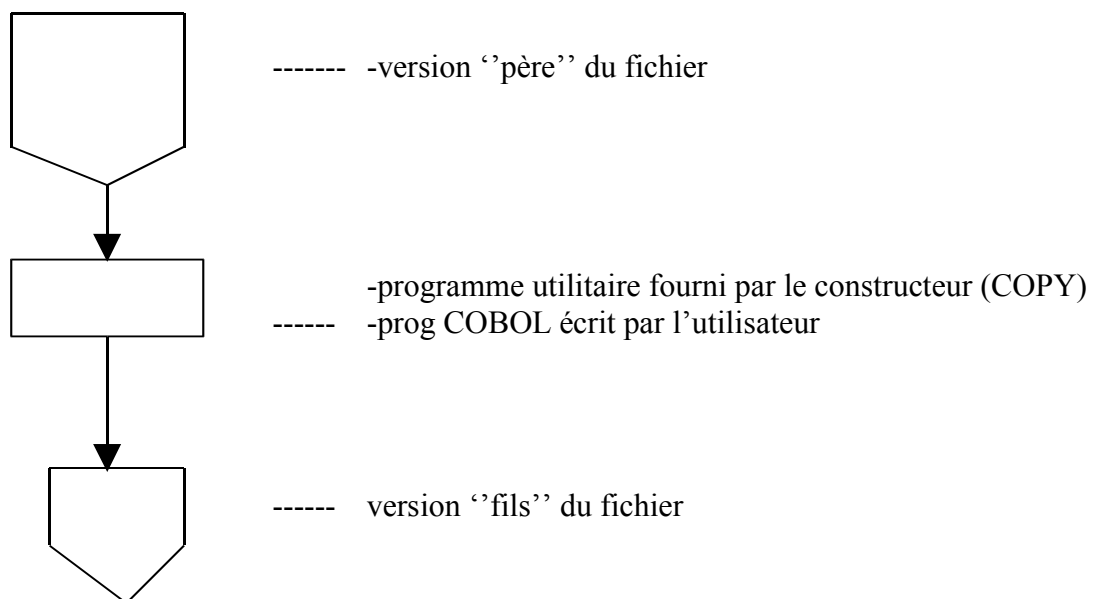 ------- -version ‘’père’’ du fichier
-programme utilitaire fourni par le constructeur (COPY)
------ -prog COBOL écrit par l’utilisateur
------ version ‘’fils’’ du fichier